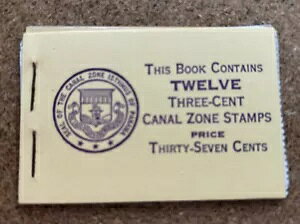 THIS BOOK CONTAINS
TWELVE
THREE-CENT
CANAL ZONE STAMPS
PRICE
THIRTY-SEVEN CENTS
SEAL OF THE CANAL ZONE ISTHMUS OF PANAMA